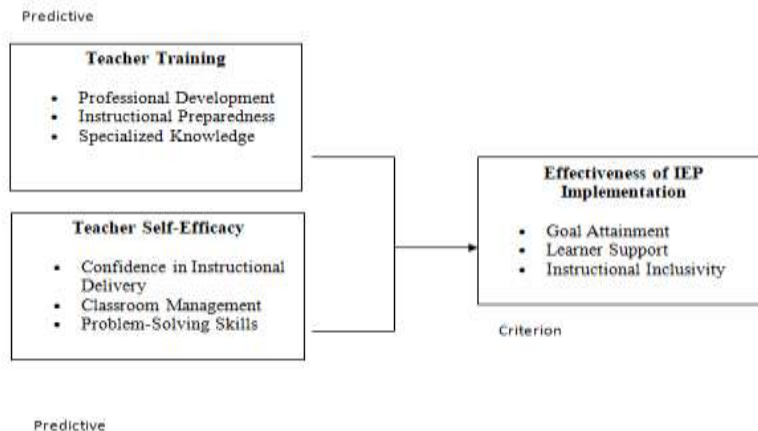 Predictive
Teacher Training
• Professional Development
• Instructional Preparedness
• Specialized Knowledge
Teacher Self-Efficacy
• Confidence in Instructional
Delivery
• Classroom Management
• Problem-Solving Skills
Predictive
Effectiveness of IEP
Implementation
• Goal Attainment
• Learner Support
• Instructional Inclusivity
Criterion